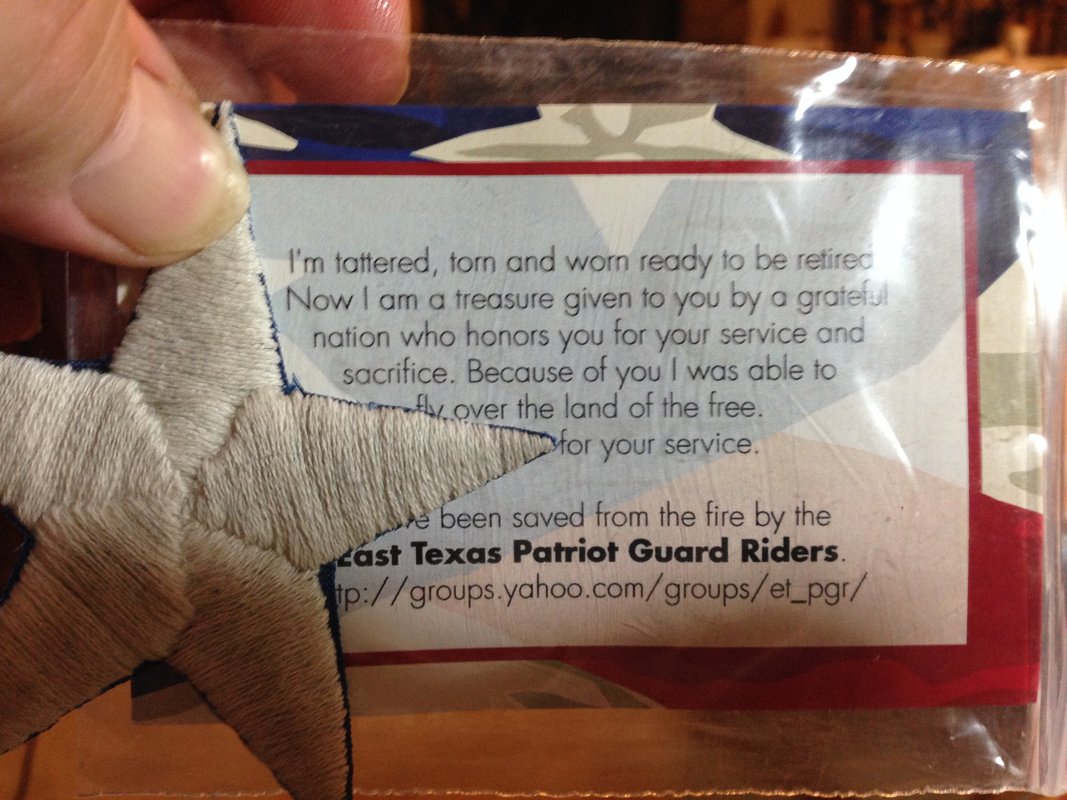 I'm tattered, torn and worn ready to be retired
Now I am a treasure given to you by a grateful
nation who honors you for your service and
sacrifice. Because of you I was able to
fly over the land of the free.
for your service.
been saved from the fire by the
East Texas Patriot Guard Riders.
tp://groups.yahoo.com/groups/et_pgr/